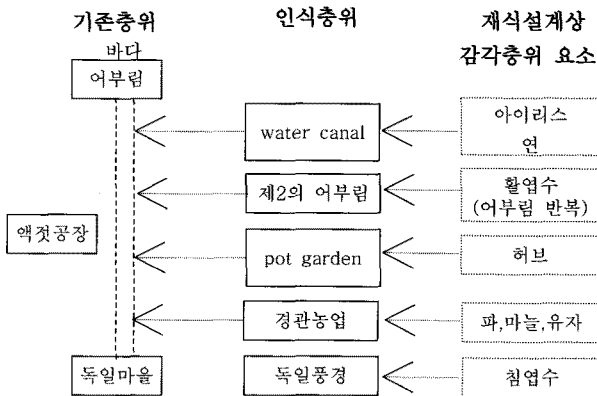 기존층위
인식층위
재식설계상
감각층위 요소
바다
어부림
water canal
아이리스
연
제2의 어부림
활엽수
(어부림 반복)
액젓공장
pot garden
허브
경관농업
파,마늘,유자
독일마을
독일풍경
침엽수